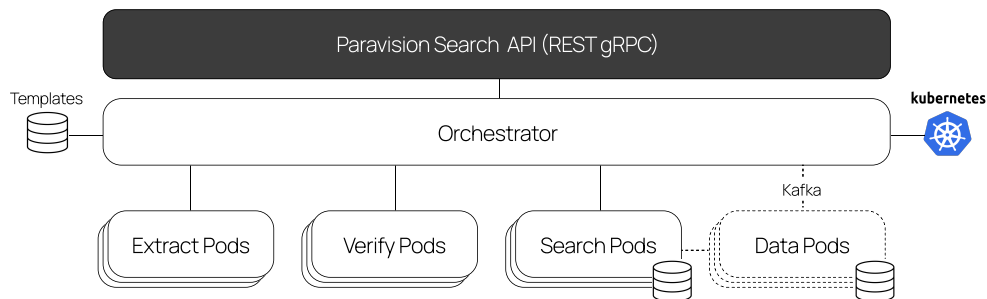 Paravision Search API (REST gRPC)
Templates
kubernetes
Orchestrator
Kafka
Extract Pods
Verify Pods
Search Pods
Data Pods